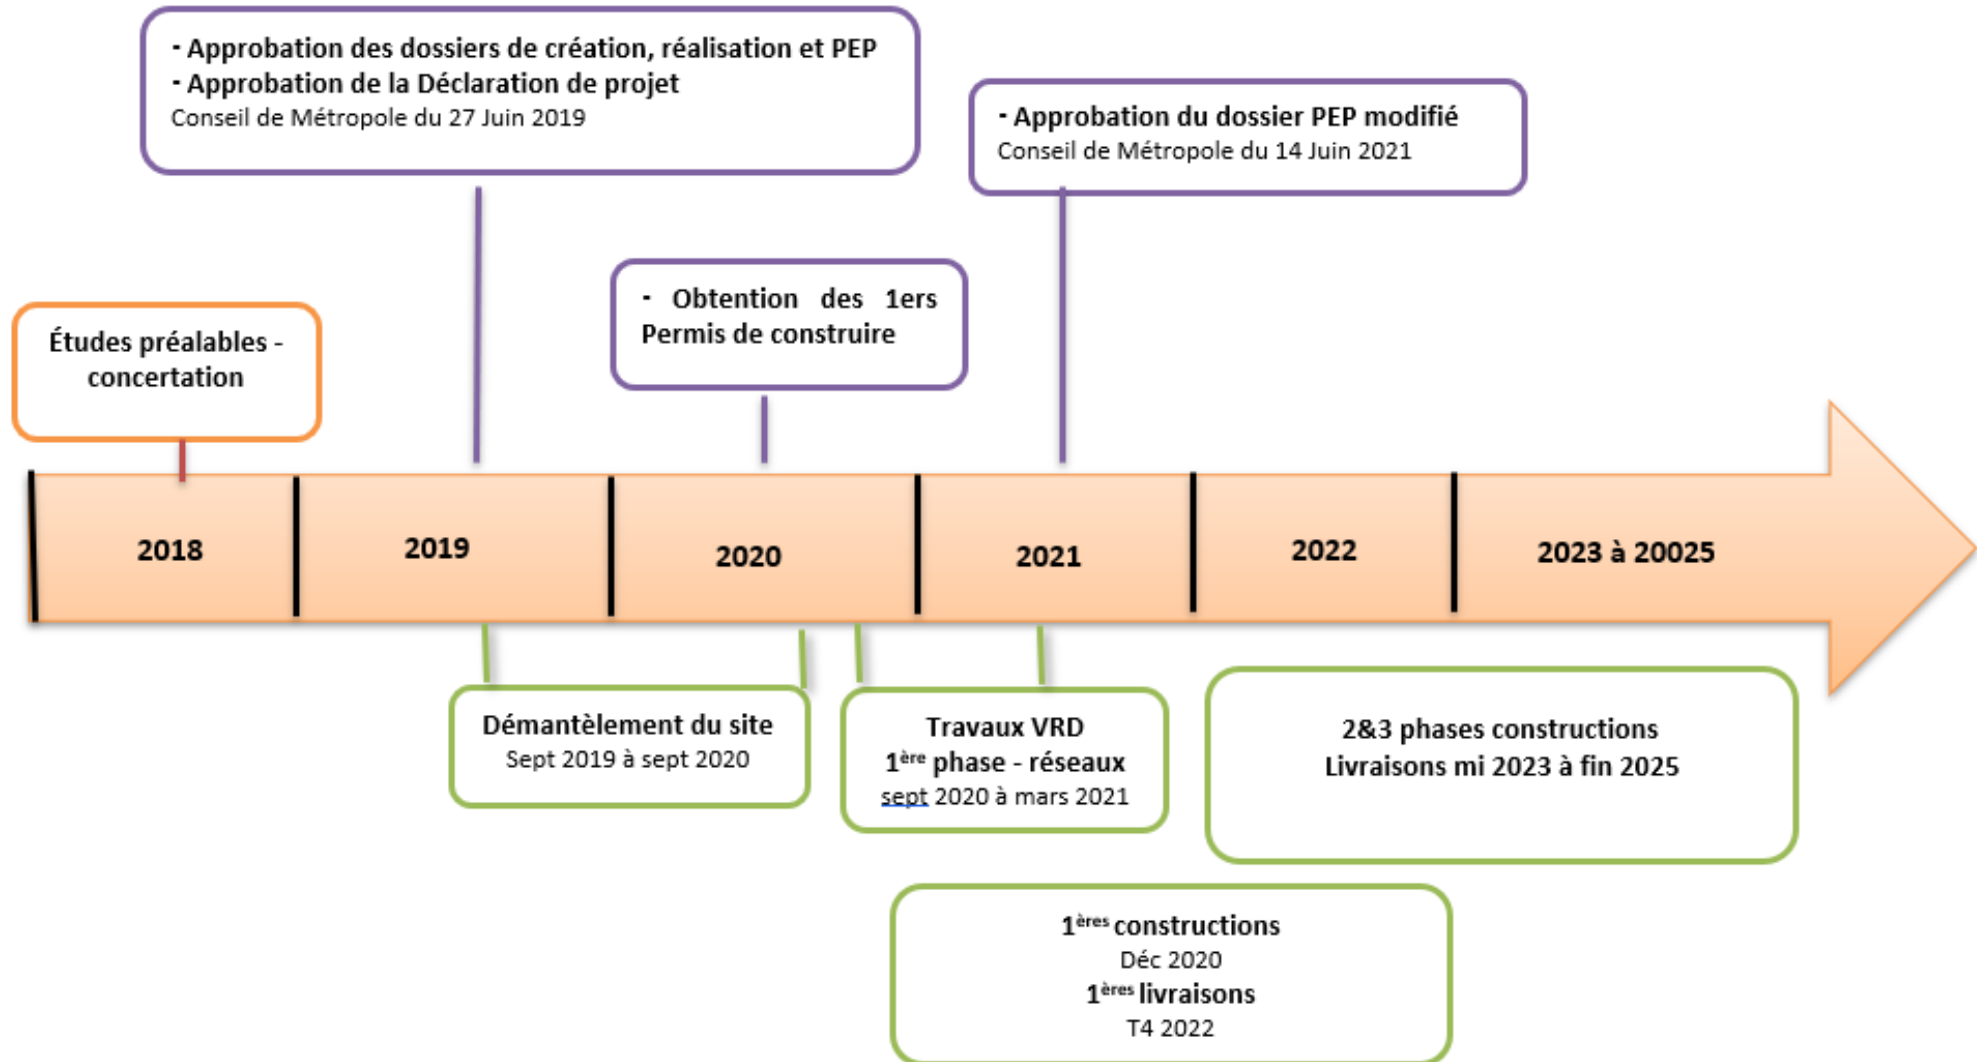 - Approbation des dossiers de création, réalisation et PEP
- Approbation de la Déclaration de projet
Conseil de Métropole du 27 Juin 2019
- Approbation du dossier PEP modifié
Conseil de Métropole du 14 Juin 2021
- Obtention des 1ers
Permis de construire
Études préalables -
concertation
2018
2019
2020
2021
2022
2023 à 20025
Démantèlement du site
Sept 2019 à sept 2020
Travaux VRD
1ère phase - réseaux
sept 2020 à mars 2021
2&3 phases constructions
Livraisons mi 2023 à fin 2025
1ères constructions
Déc 2020
1ères livraisons
T4 2022